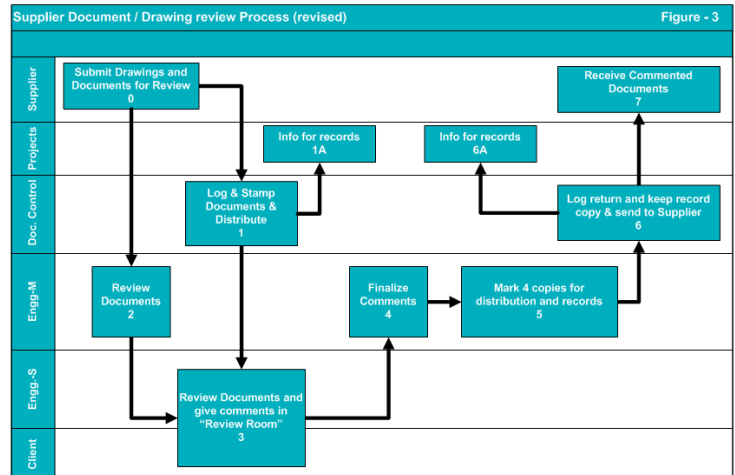 Supplier Document / Drawing review Process (revised)
Figure - 3
Supplier
Submit Drawings and
Documents for Review
0
Receive Commented
Documents
7
Projects
Info for records
1A
Info for records
6A
Doc. Control
Log & Stamp
Documents &
Distribute
1
Log return and keep record
copy & send to Supplier
6
Engg-M
Review
Documents
2
Finalize
Comments
4
Mark 4 copies for
distribution and records
5
Engg.-S
Review Documents and
give comments in
“Review Room”
3
Client